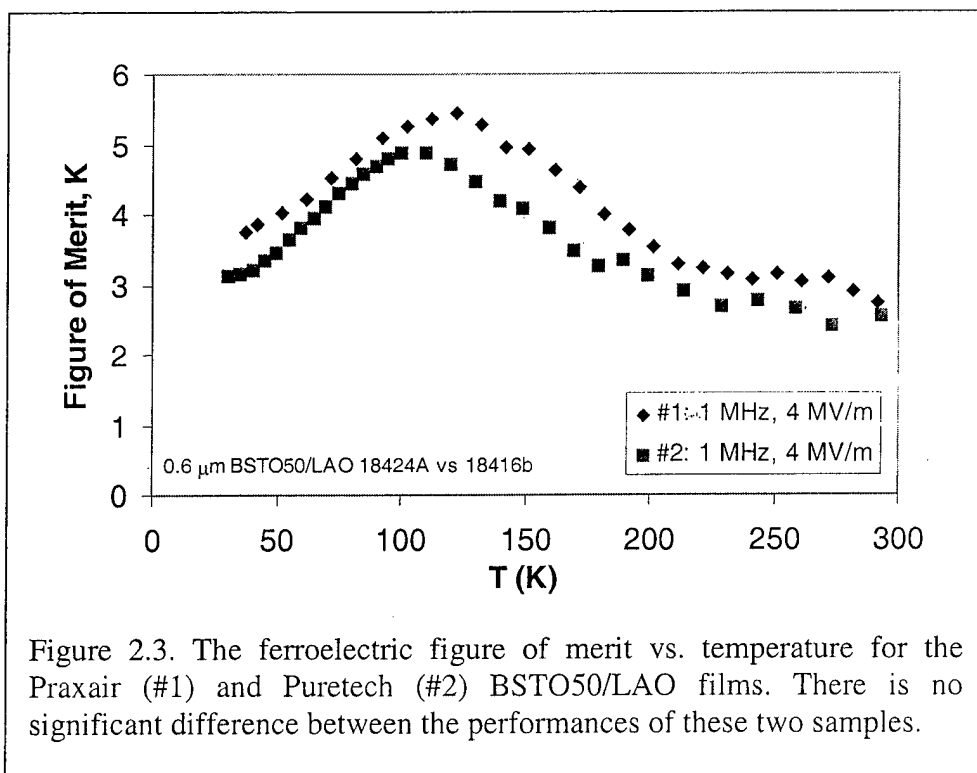 6
5
4
3
2
1
0
Figure of Merit, K
#1: 1 MHz, 4 MV/m
#2: 1 MHz, 4 MV/m
0.6 μm BSTO50/LAO 18424A vs 18416b
0 50 100 150 200 250 300
T (K)
Figure 2.3. The ferroelectric figure of merit vs. temperature for the
Praxair (#1) and Puretech (#2) BSTO50/LAO films. There is no
significant difference between the performances of these two samples.